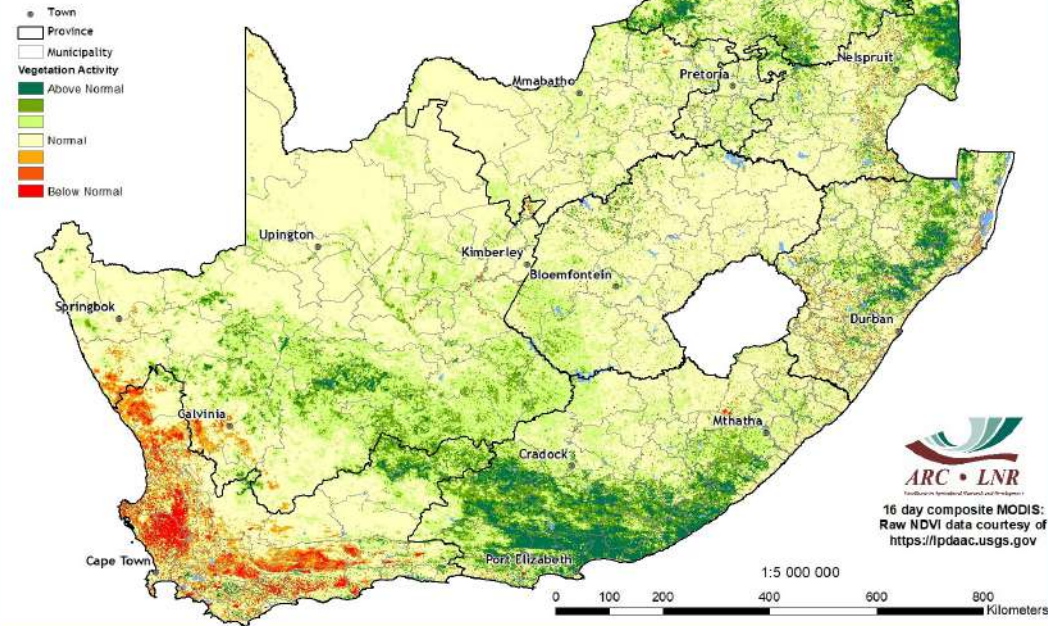 Town
Province
Municipality
Vegetation Activity
Above Normal
Normal
Below Normal
Nelspruit
Pretoria
Mmabatho
Upington
Kimberley
Bloemfontein
Springbok
Durban
Calvinia
Mthatha
Cradock
Port Elizabeth
Cape Town
ARC • LNR
16 day composite MODIS:
Raw NDVI data courtesy of
https://lpdaac.usgs.gov
1:5 000 000
0 100 200 400 600 800
Kilometers